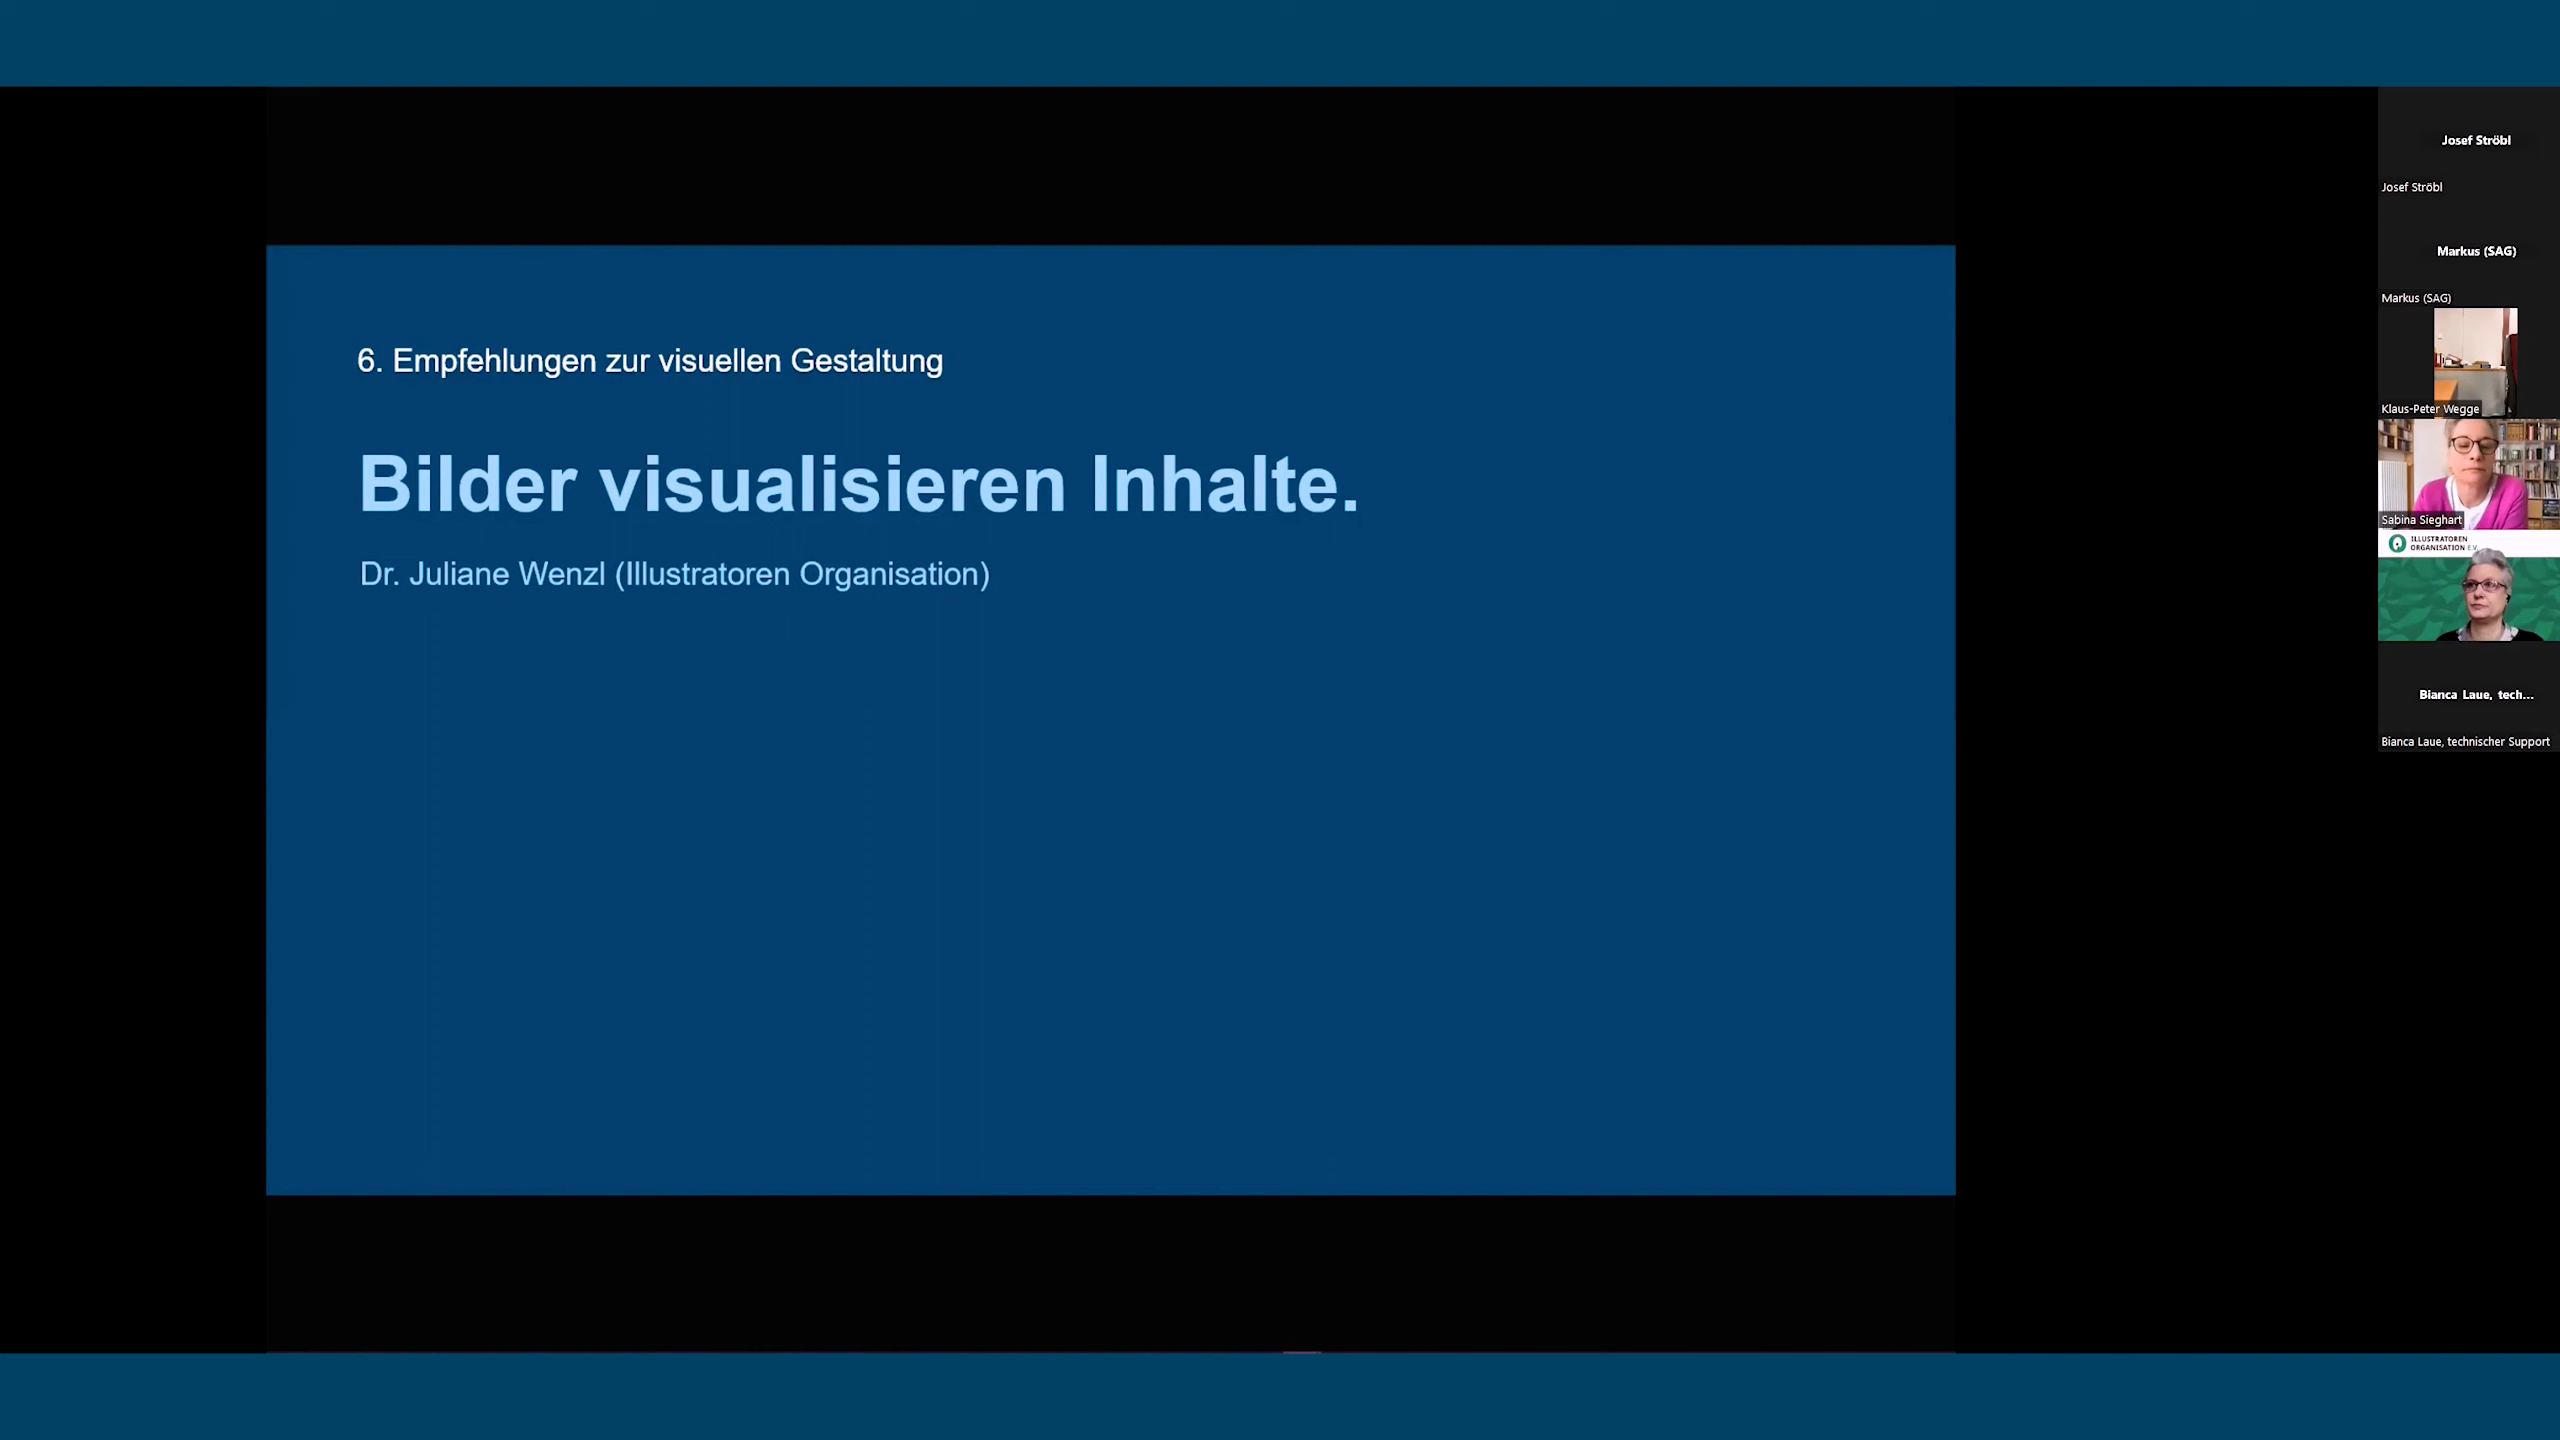 6. Empfehlungen zur visuellen Gestaltung
Bilder visualisieren Inhalte.
Dr. Juliane Wenzl (Illustratoren Organisation)
Josef Ströbl
Josef Ströbl
Markus (SAG)
Markus (SAG)
Klaus-Peter Wegge
Sabina Sieghart
ILLUSTRATOREN
ORGANISATION E.V.
Bianca Laue, tech...
Bianca Laue, technischer Support